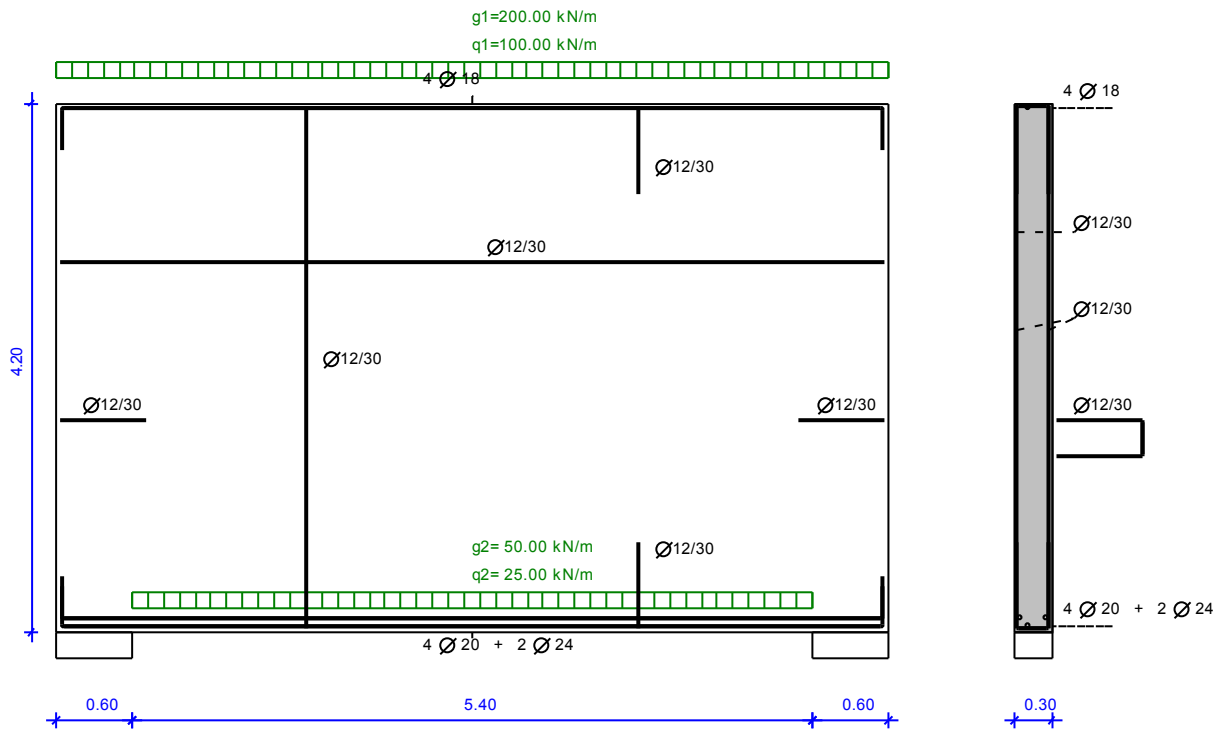 g1=200.00 kN/m
q1=100.00 kN/m
4 Ø 18
4 Ø 18
Ø12/30
Ø12/30
Ø12/30
Ø12/30
4.20
Ø12/30
Ø12/30
Ø12/30
Ø12/30
g2= 50.00 kN/m
Ø12/30
q2= 25.00 kN/m
4 Ø 20 + 2 Ø 24
4 Ø 20 + 2 Ø 24
0.60
5.40
0.60
0.30